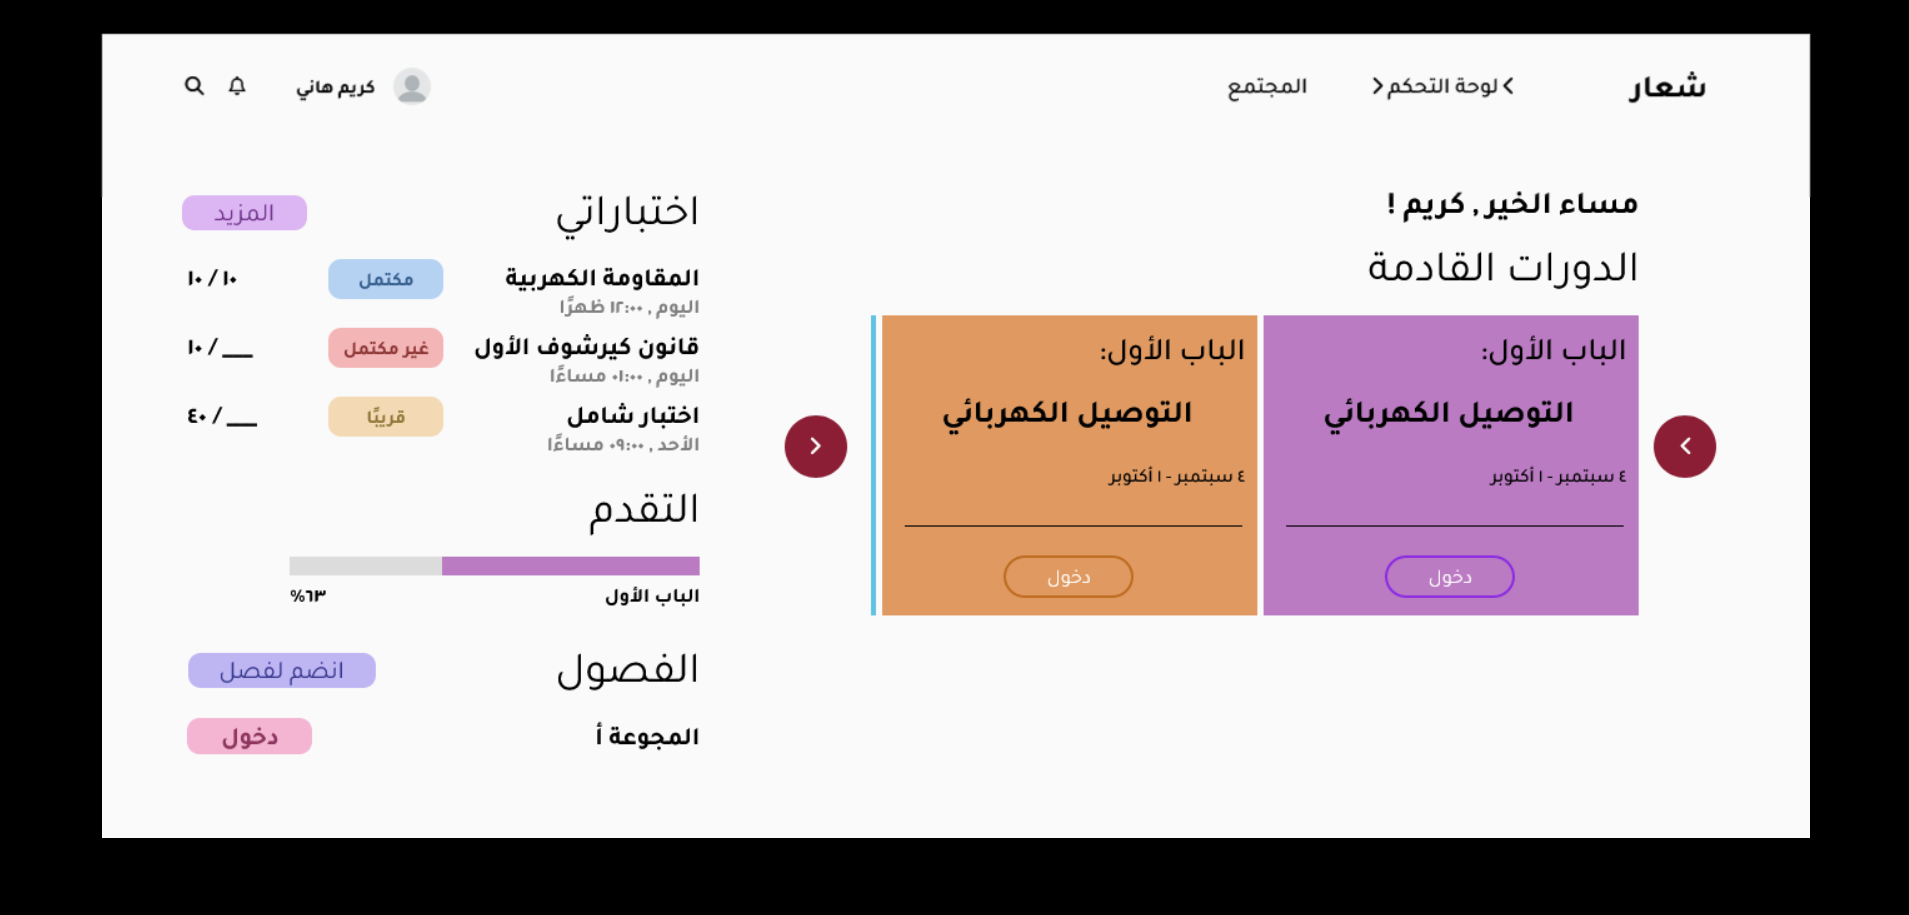 شعار
< لوحة التحكم >
المجتمع
كريم هاني
مساء الخير , كريم !
الدورات القادمة
الباب الأول:
التوصيل الكهربائي
٤ سبتمبر - ١ أكتوبر
دخول
الباب الأول:
التوصيل الكهربائي
٤ سبتمبر - ١ أكتوبر
دخول
اختباراتي
المزيد
المقاومة الكهربية
مكتمل
١٠ / ١٠
اليوم , ١٢:٠٠ ظهرًا
قانون كيرشوف الأول
غير مكتمل
__ / ١٠
اليوم , ٠١:٠٠ مساءًا
اختبار شامل
قريبًا
__ / ٤٠
الأحد , ٠٩:٠٠ مساءًا
التقدم
الباب الأول
٦٣%
الفصول
انضم لفصل
المجوعة أ
دخول